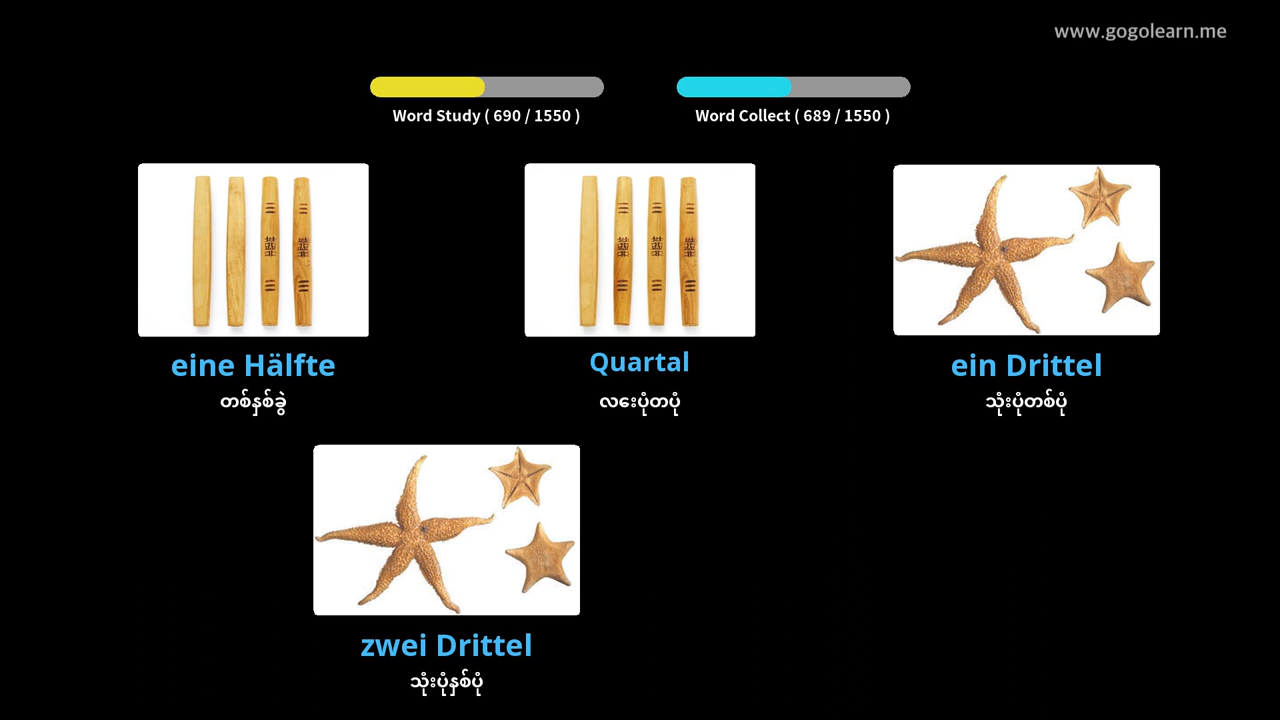 www.gogolearn.me
Word Study ( 690 / 1550 )
Word Collect ( 689 / 1550 )
eine Hälfte
တစ်နှစ်ခွဲ
Quartal
လေးပုံတပုံ
ein Drittel
သုံးပုံတစ်ပုံ
zwei Drittel
သုံးပုံနှစ်ပုံ